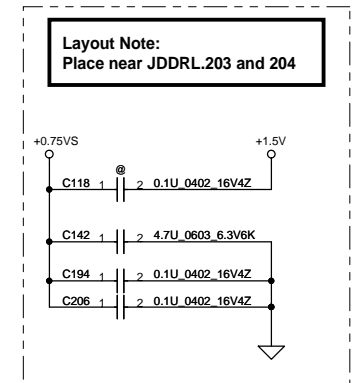 Layout Note:
Place near JDDRL.203 and 204
+0.75VS +1.5V
@
C118 1 2 0.1U_0402_16V4Z
C142 1 2 4.7U_0603_6.3V6K
C194 1 2 0.1U_0402_16V4Z
C206 1 2 0.1U_0402_16V4Z